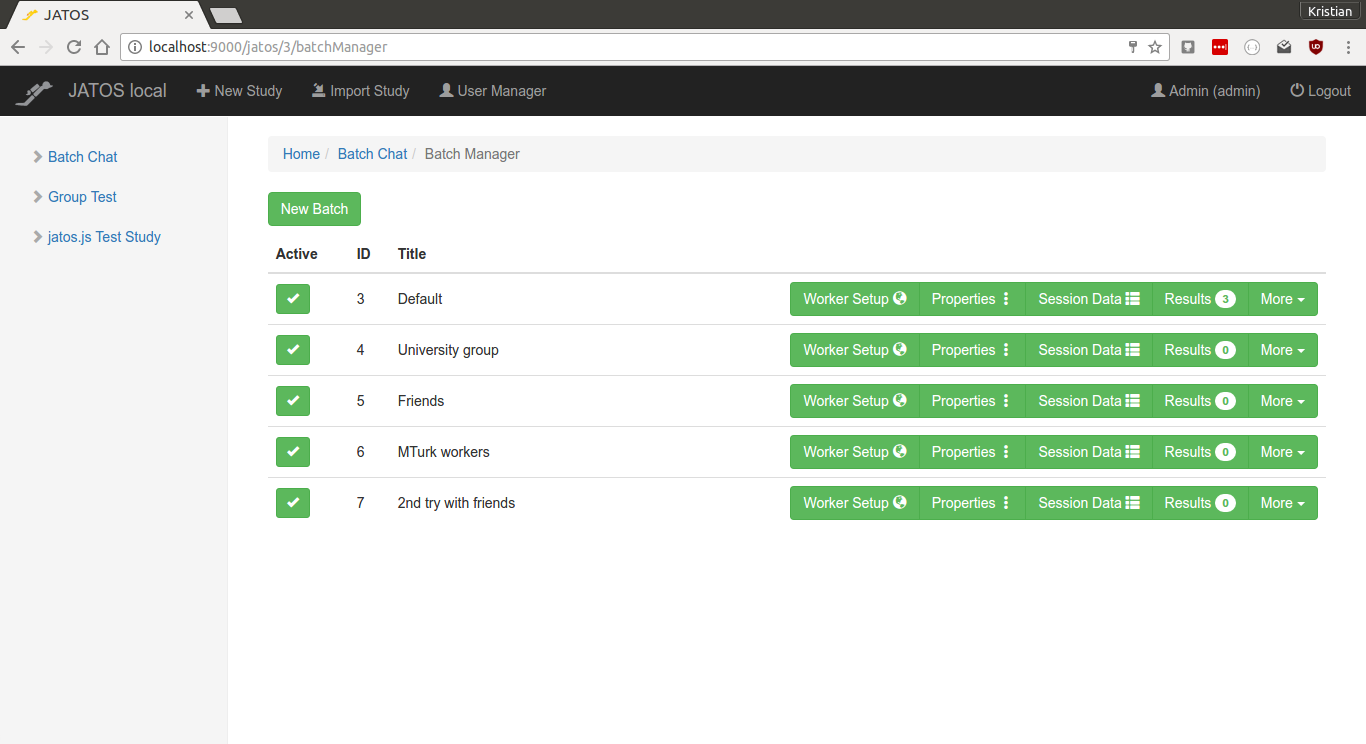 JATOS
Kristian
localhost:9000/jatos/3/batchManager
JATOS local New Study Import Study User Manager Admin (admin) Logout
Batch Chat
Group Test
jatos.js Test Study
Home / Batch Chat / Batch Manager
New Batch
Active ID Title
3 Default Worker Setup Properties Session Data Results 3 More
4 University group Worker Setup Properties Session Data Results 0 More
5 Friends Worker Setup Properties Session Data Results 0 More
6 MTurk workers Worker Setup Properties Session Data Results 0 More
7 2nd try with friends Worker Setup Properties Session Data Results 0 More